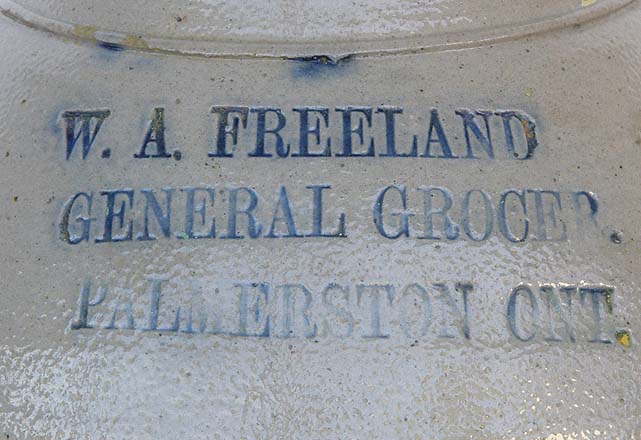 W. A. FREELAND
GENERAL GROCER.
PALMERSTON ONT.